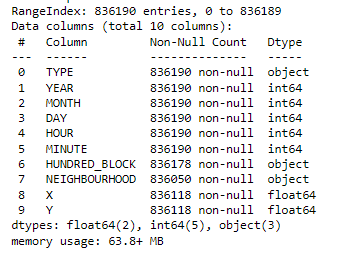 RangeIndex: 836190 entries, 0 to 836189
Data columns (total 10 columns):
 #   Column         Non-Null Count   Dtype
---  ------         --------------   -----
 0   TYPE           836190 non-null  object
 1   YEAR           836190 non-null  int64
 2   MONTH          836190 non-null  int64
 3   DAY            836190 non-null  int64
 4   HOUR           836190 non-null  int64
 5   MINUTE         836190 non-null  int64
 6   HUNDRED_BLOCK  836178 non-null  object
 7   NEIGHBOURHOOD  836050 non-null  object
 8   X              836118 non-null  float64
 9   Y              836118 non-null  float64
dtypes: float64(2), int64(5), object(3)
memory usage: 63.8+ MB